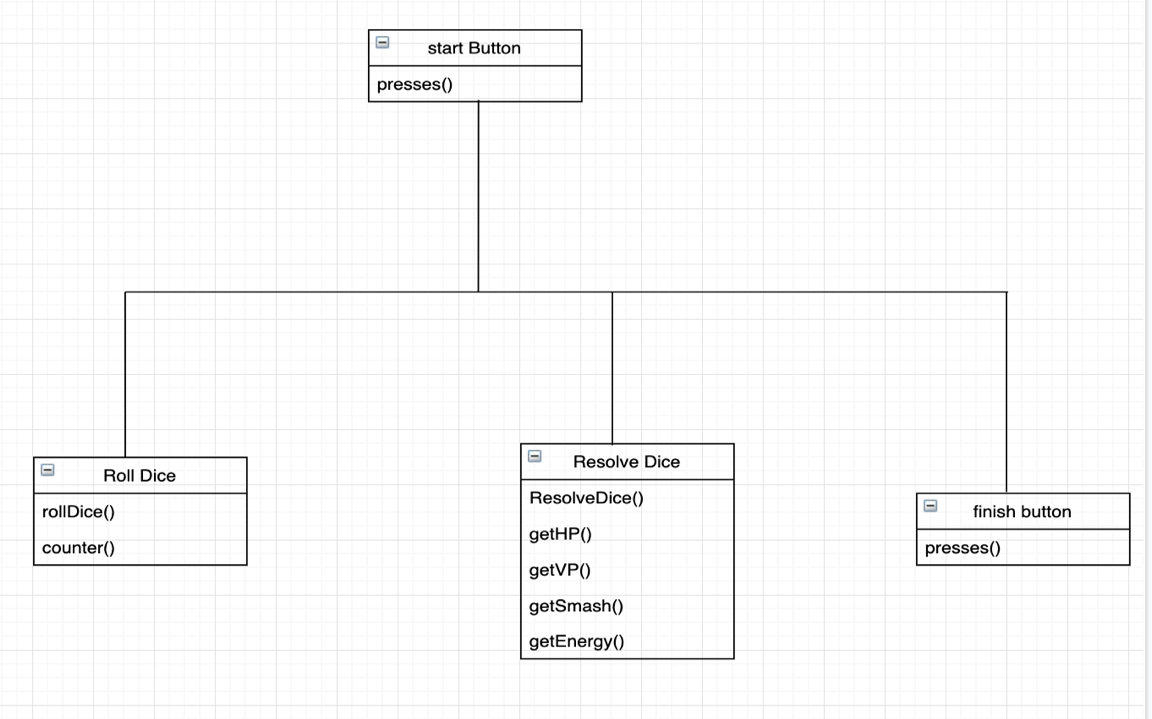 start Button
presses()
Roll Dice
rollDice()
counter()
Resolve Dice
ResolveDice()
getHP()
getVP()
getSmash()
getEnergy()
finish button
presses()